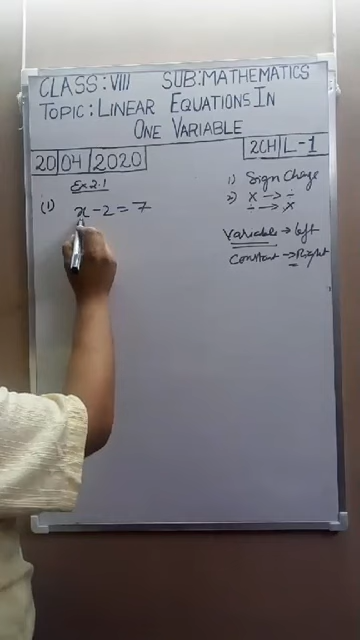 CLASS:VIII SUB:MATHEMATICS
TOPIC:LINEAR EQUATIONS IN
ONE VARIABLE
20 04 2020 2CH L-1
Ex 2.1
(1) x - 2 = 7
1) Sign Change
2) × → ÷
÷ → ×
Variable → left
Constant → Right